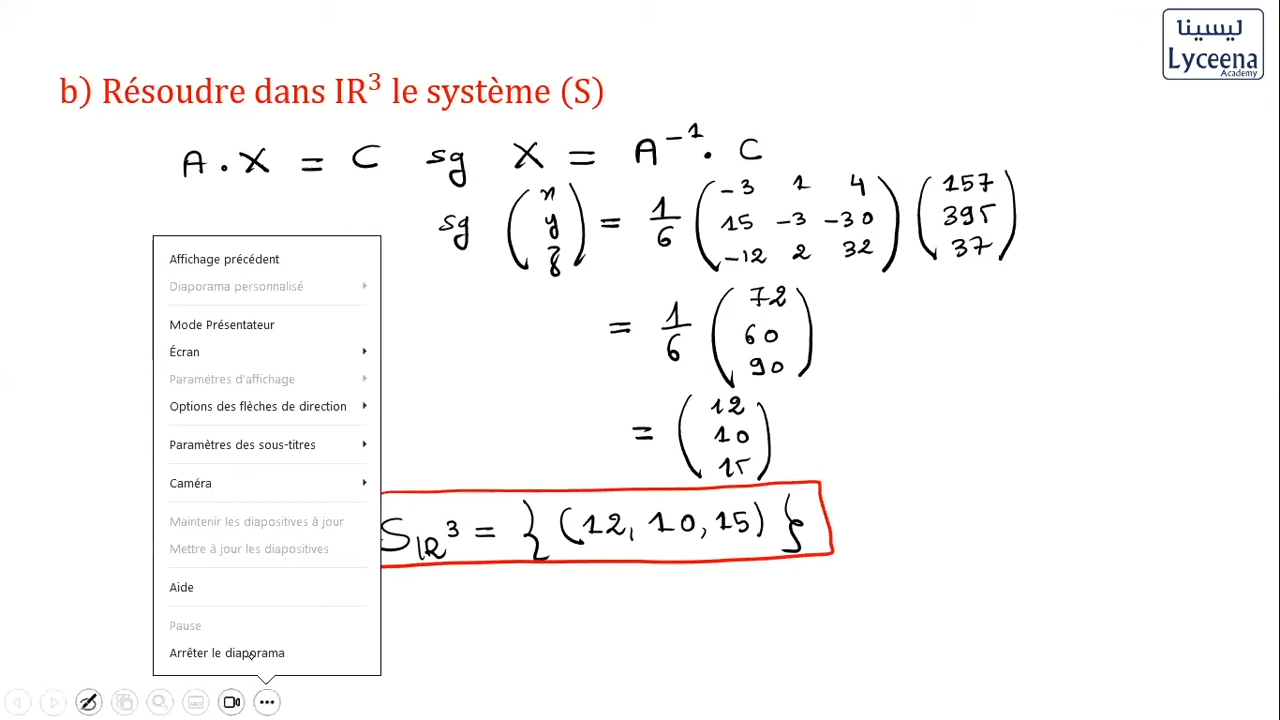 ليسينا
Lyceena
Academy
b) Résoudre dans IR³ le système (S)
A . X = C sg X = A⁻¹ . C
sg (x y z) = 1/6 (-3 1 4 15 -3 -30 -12 2 32) (157 395 37)
= 1/6 (72 60 90)
= (12 10 15)
S_IR³ = { (12, 10, 15) }
Affichage précédent
Diaporama personnalisé
Mode Présentateur
Écran
Paramètres d'affichage
Options des flèches de direction
Paramètres des sous-titres
Caméra
Maintenir les diapositives à jour
Mettre à jour les diapositives
Aide
Pause
Arrêter le diaporama